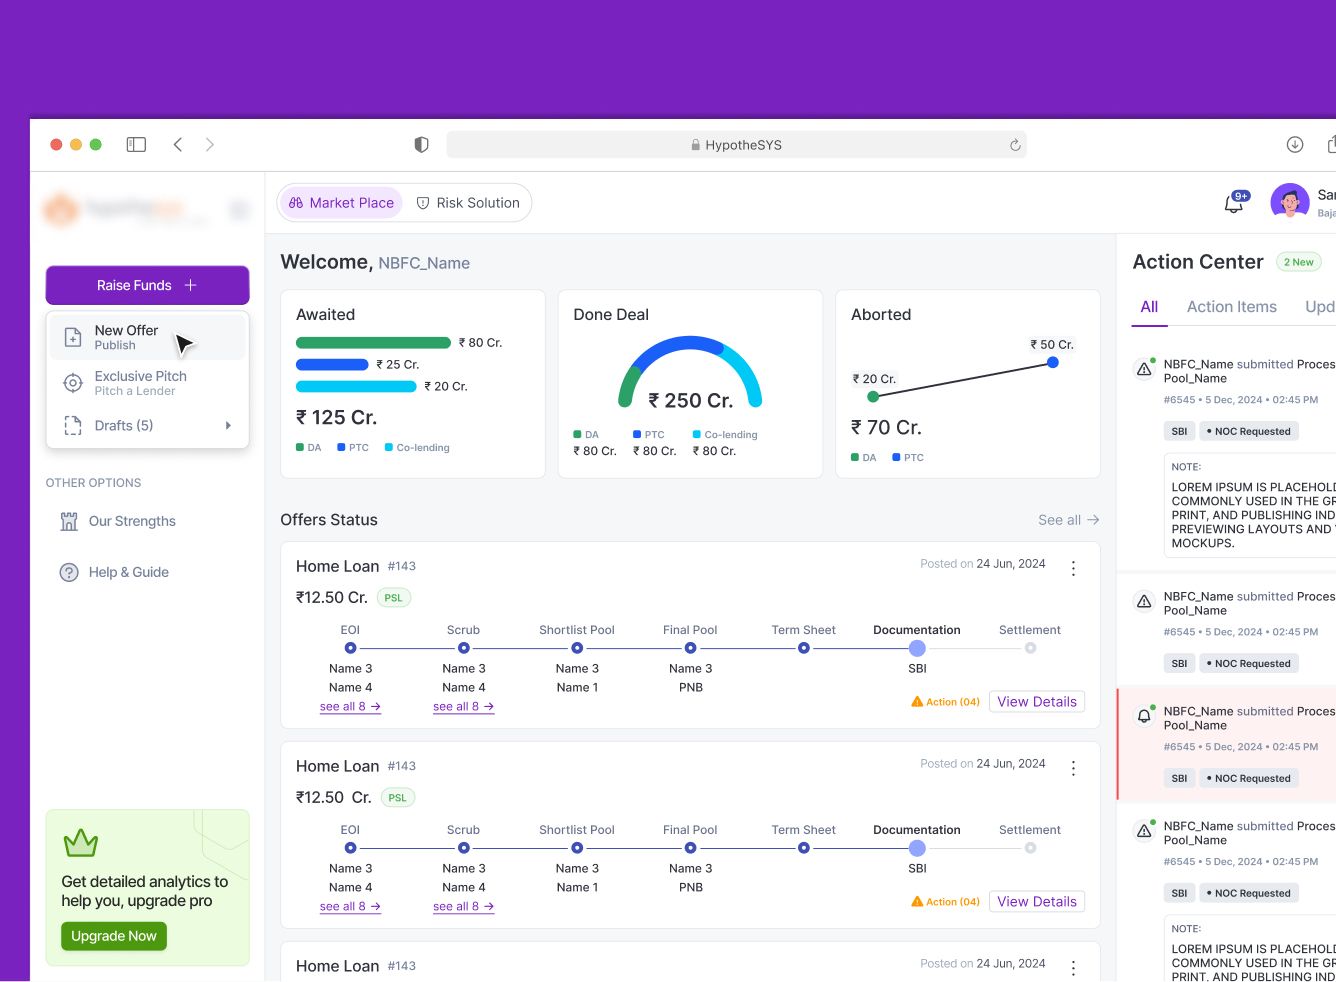 HypotheSYS
Market Place
Risk Solution
9+
San
Baja
Raise Funds
New Offer
Publish
Exclusive Pitch
Pitch a Lender
Drafts (5)
OTHER OPTIONS
Our Strengths
Help & Guide
Get detailed analytics to
help you, upgrade pro
Upgrade Now
Welcome, NBFC_Name
Awaited
₹ 80 Cr.
₹ 25 Cr.
₹ 20 Cr.
₹ 125 Cr.
DA PTC Co-lending
Done Deal
₹ 250 Cr.
DA PTC Co-lending
₹ 80 Cr. ₹ 80 Cr. ₹ 80 Cr.
Aborted
₹ 50 Cr.
₹ 20 Cr.
₹ 70 Cr.
DA PTC
Offers Status
See all →
Home Loan #143
Posted on 24 Jun, 2024
₹12.50 Cr. PSL
EOI Scrub Shortlist Pool Final Pool Term Sheet Documentation Settlement
Name 3 Name 3 Name 3 Name 3 SBI
Name 4 Name 4 Name 1 PNB
see all 8 → see all 8 →
Action (04) View Details
Home Loan #143
Posted on 24 Jun, 2024
₹12.50 Cr. PSL
EOI Scrub Shortlist Pool Final Pool Term Sheet Documentation Settlement
Name 3 Name 3 Name 3 Name 3 SBI
Name 4 Name 4 Name 1 PNB
see all 8 → see all 8 →
Action (04) View Details
Home Loan #143
Posted on 24 Jun, 2024
Action Center 2 New
All Action Items Upd
NBFC_Name submitted Proces
Pool_Name
#6545 • 5 Dec, 2024 • 02:45 PM
SBI • NOC Requested
NOTE:
LOREM IPSUM IS PLACEHOLD
COMMONLY USED IN THE GR
PRINT, AND PUBLISHING IND
PREVIEWING LAYOUTS AND
MOCKUPS.
NBFC_Name submitted Proces
Pool_Name
#6545 • 5 Dec, 2024 • 02:45 PM
SBI • NOC Requested
NBFC_Name submitted Proces
Pool_Name
#6545 • 5 Dec, 2024 • 02:45 PM
SBI • NOC Requested
NBFC_Name submitted Proces
Pool_Name
#6545 • 5 Dec, 2024 • 02:45 PM
SBI • NOC Requested
NOTE:
LOREM IPSUM IS PLACEHOLD
COMMONLY USED IN THE GR
PRINT, AND PUBLISHING IND